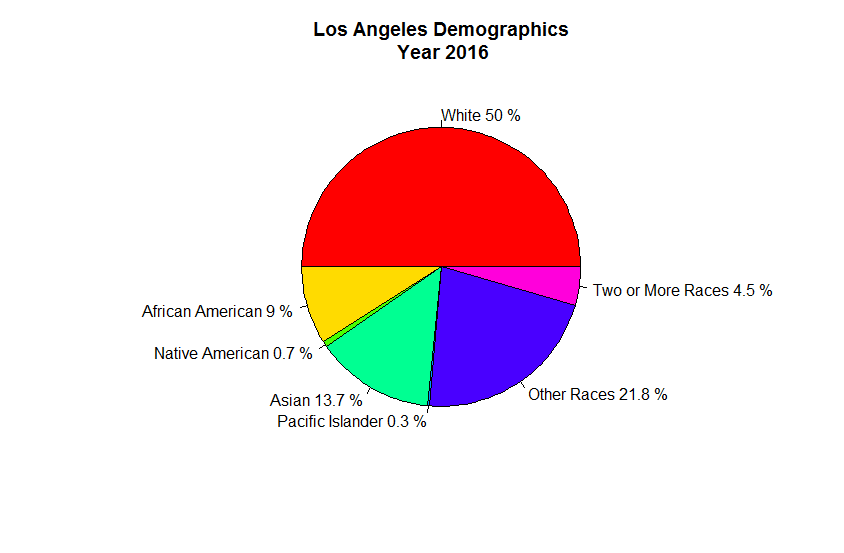 Los Angeles Demographics
Year 2016
White 50 %
Two or More Races 4.5 %
African American 9 %
Native American 0.7 %
Other Races 21.8 %
Asian 13.7 %
Pacific Islander 0.3 %